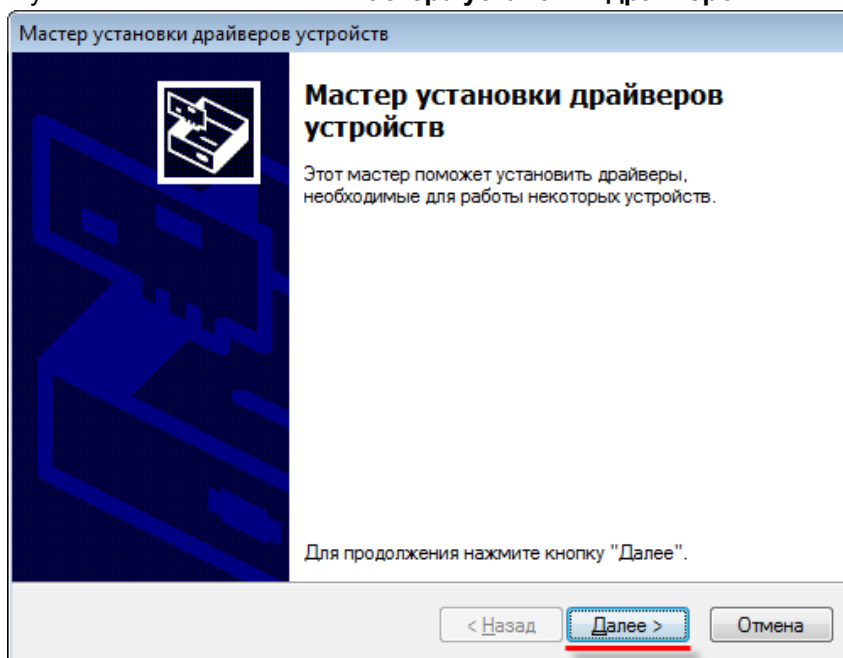 Мастер установки драйверов устройств
Мастер установки драйверов
устройств
Этот мастер поможет установить драйверы,
необходимые для работы некоторых устройств.
Для продолжения нажмите кнопку "Далее".
< Назад Далее > Отмена